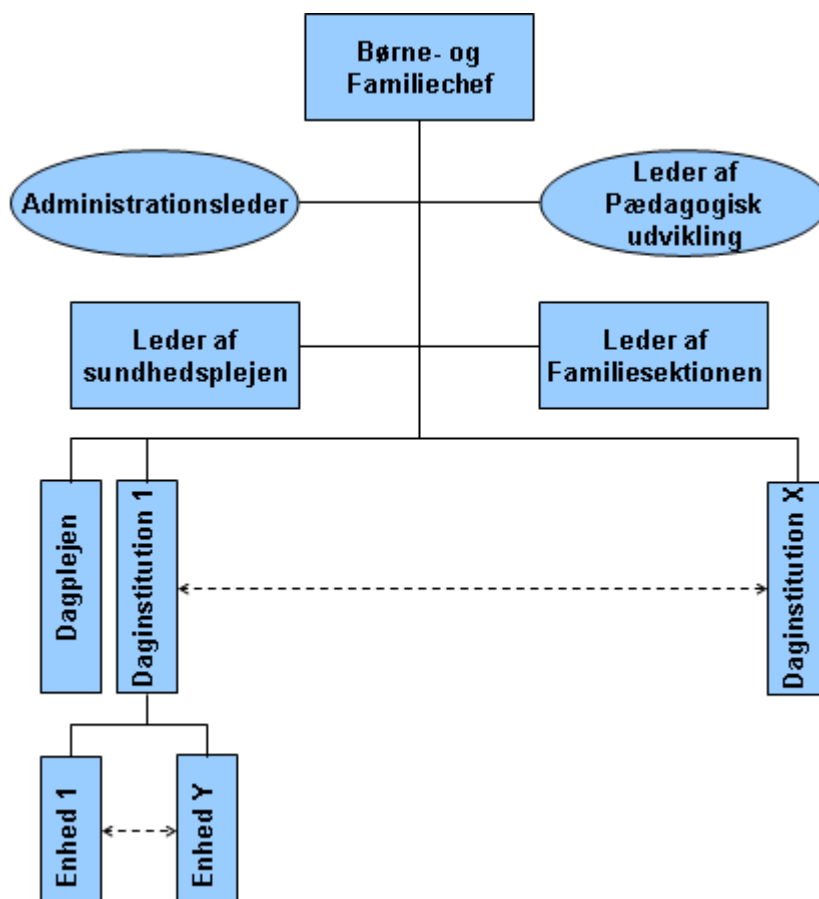 Børne- og
Familiechef
Administrationsleder
Leder af
Pædagogisk
udvikling
Leder af
sundhedsplejen
Leder af
Familiesektionen
Dagplejen
Daginstitution 1
Daginstitution X
Enhed 1
Enhed Y